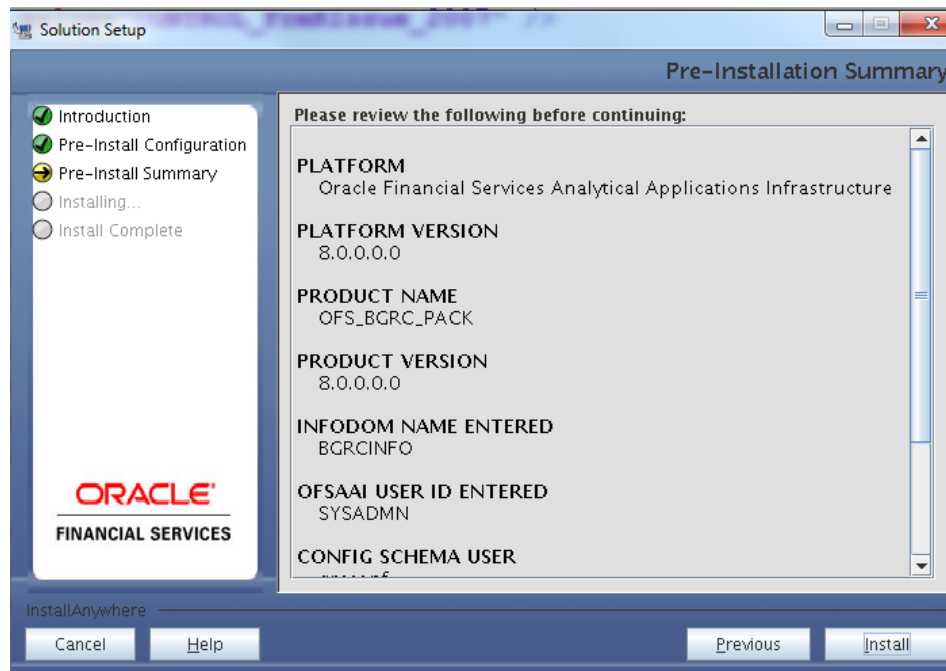 Solution Setup
Pre-Installation Summary
Introduction
Pre-Install Configuration
Pre-Install Summary
Installing...
Install Complete
ORACLE
FINANCIAL SERVICES
Please review the following before continuing:
PLATFORM
Oracle Financial Services Analytical Applications Infrastructure
PLATFORM VERSION
8.0.0.0.0
PRODUCT NAME
OFS_BGRC_PACK
PRODUCT VERSION
8.0.0.0.0
INFODOM NAME ENTERED
BGRCINFO
OFSAAI USER ID ENTERED
SYSADMN
CONFIG SCHEMA USER
InstallAnywhere
Cancel
Help
Previous
Install